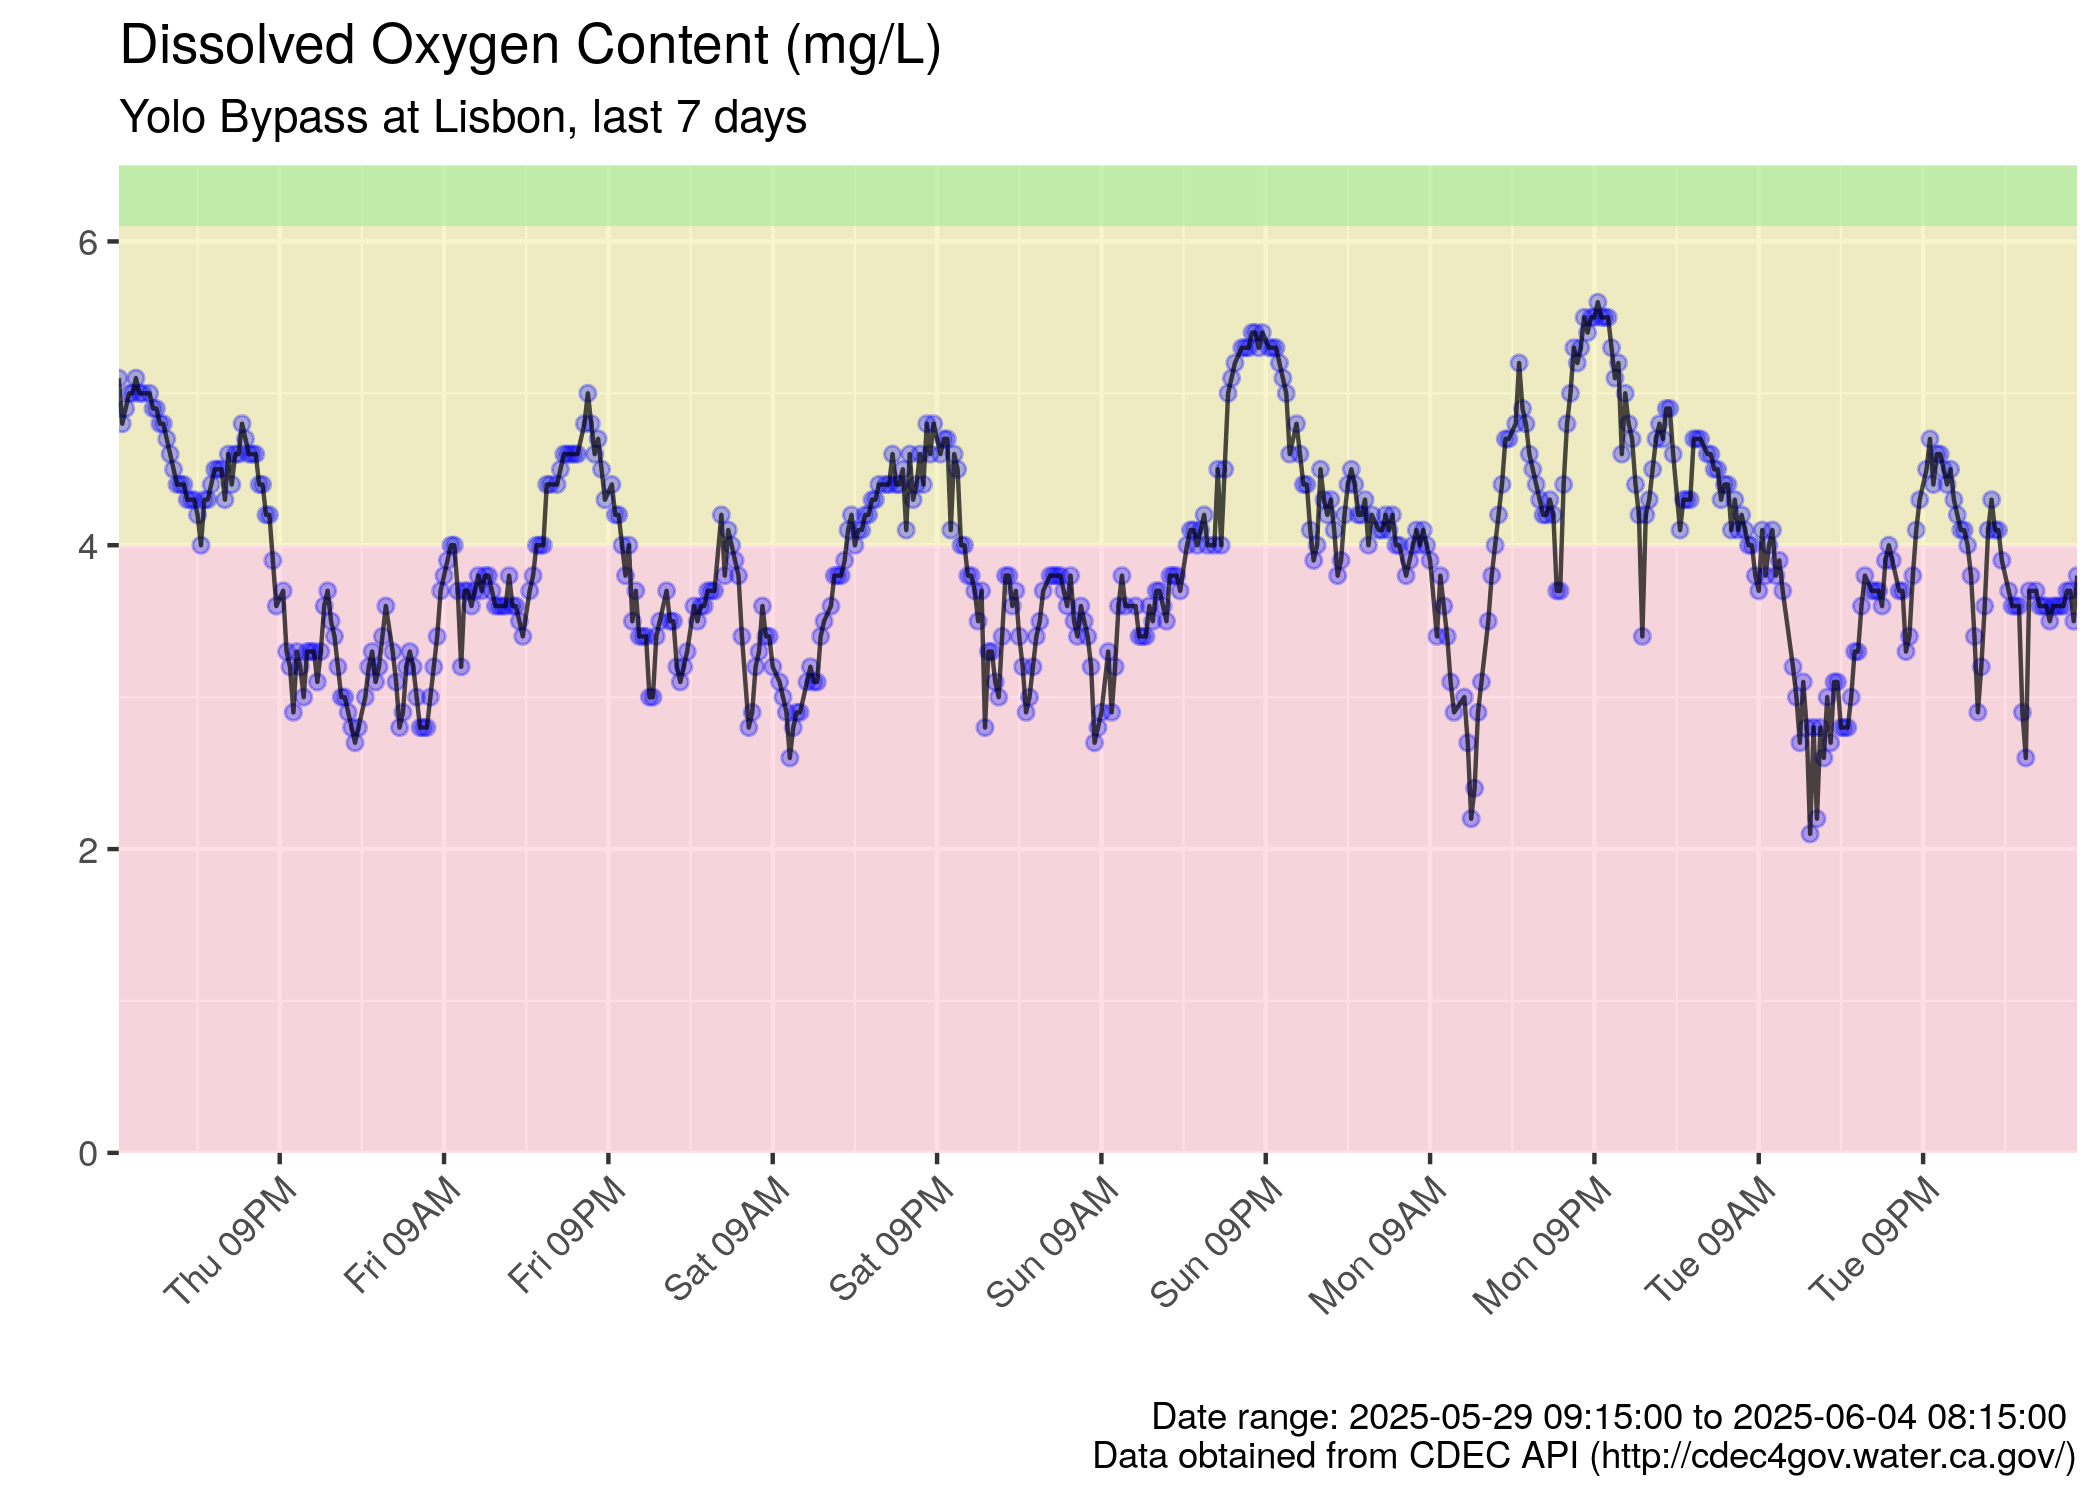 Dissolved Oxygen Content (mg/L)
Yolo Bypass at Lisbon, last 7 days
6
4
2
0
Thu 09PM
Fri 09AM
Fri 09PM
Sat 09AM
Sat 09PM
Sun 09AM
Sun 09PM
Mon 09AM
Mon 09PM
Tue 09AM
Tue 09PM
Date range: 2025-05-29 09:15:00 to 2025-06-04 08:15:00
Data obtained from CDEC API (http://cdec4gov.water.ca.gov/)